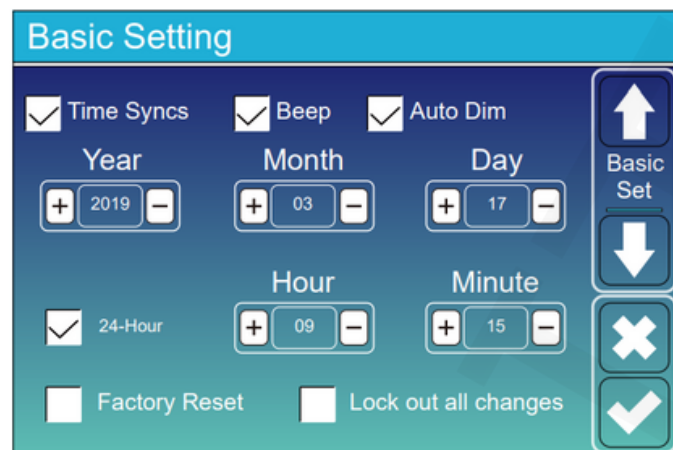 Basic Setting
Time Syncs Beep Auto Dim
Year Month Day
+ 2019 − + 03 − + 17 −
Basic
Set
Hour Minute
24-Hour + 09 − + 15 −
Factory Reset Lock out all changes